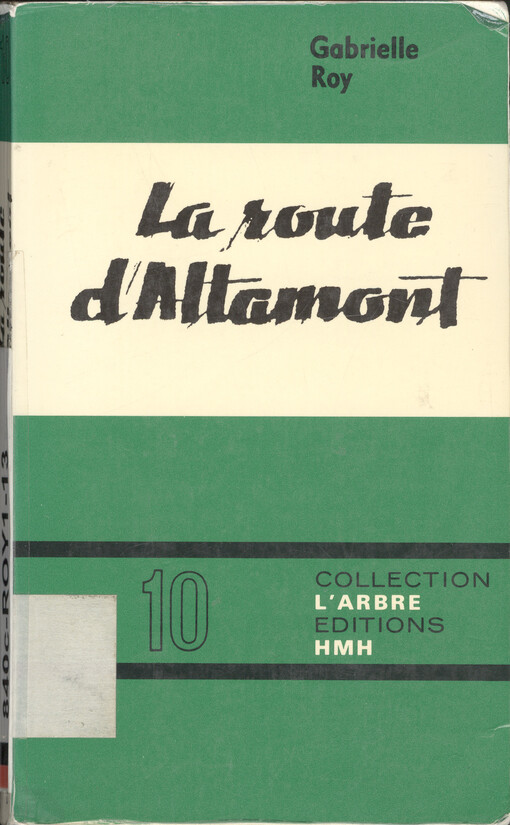 Gabrielle
Roy
La route
d'Altamont
10
COLLECTION
L'ARBRE
EDITIONS
HMH
840c-ROY1-13